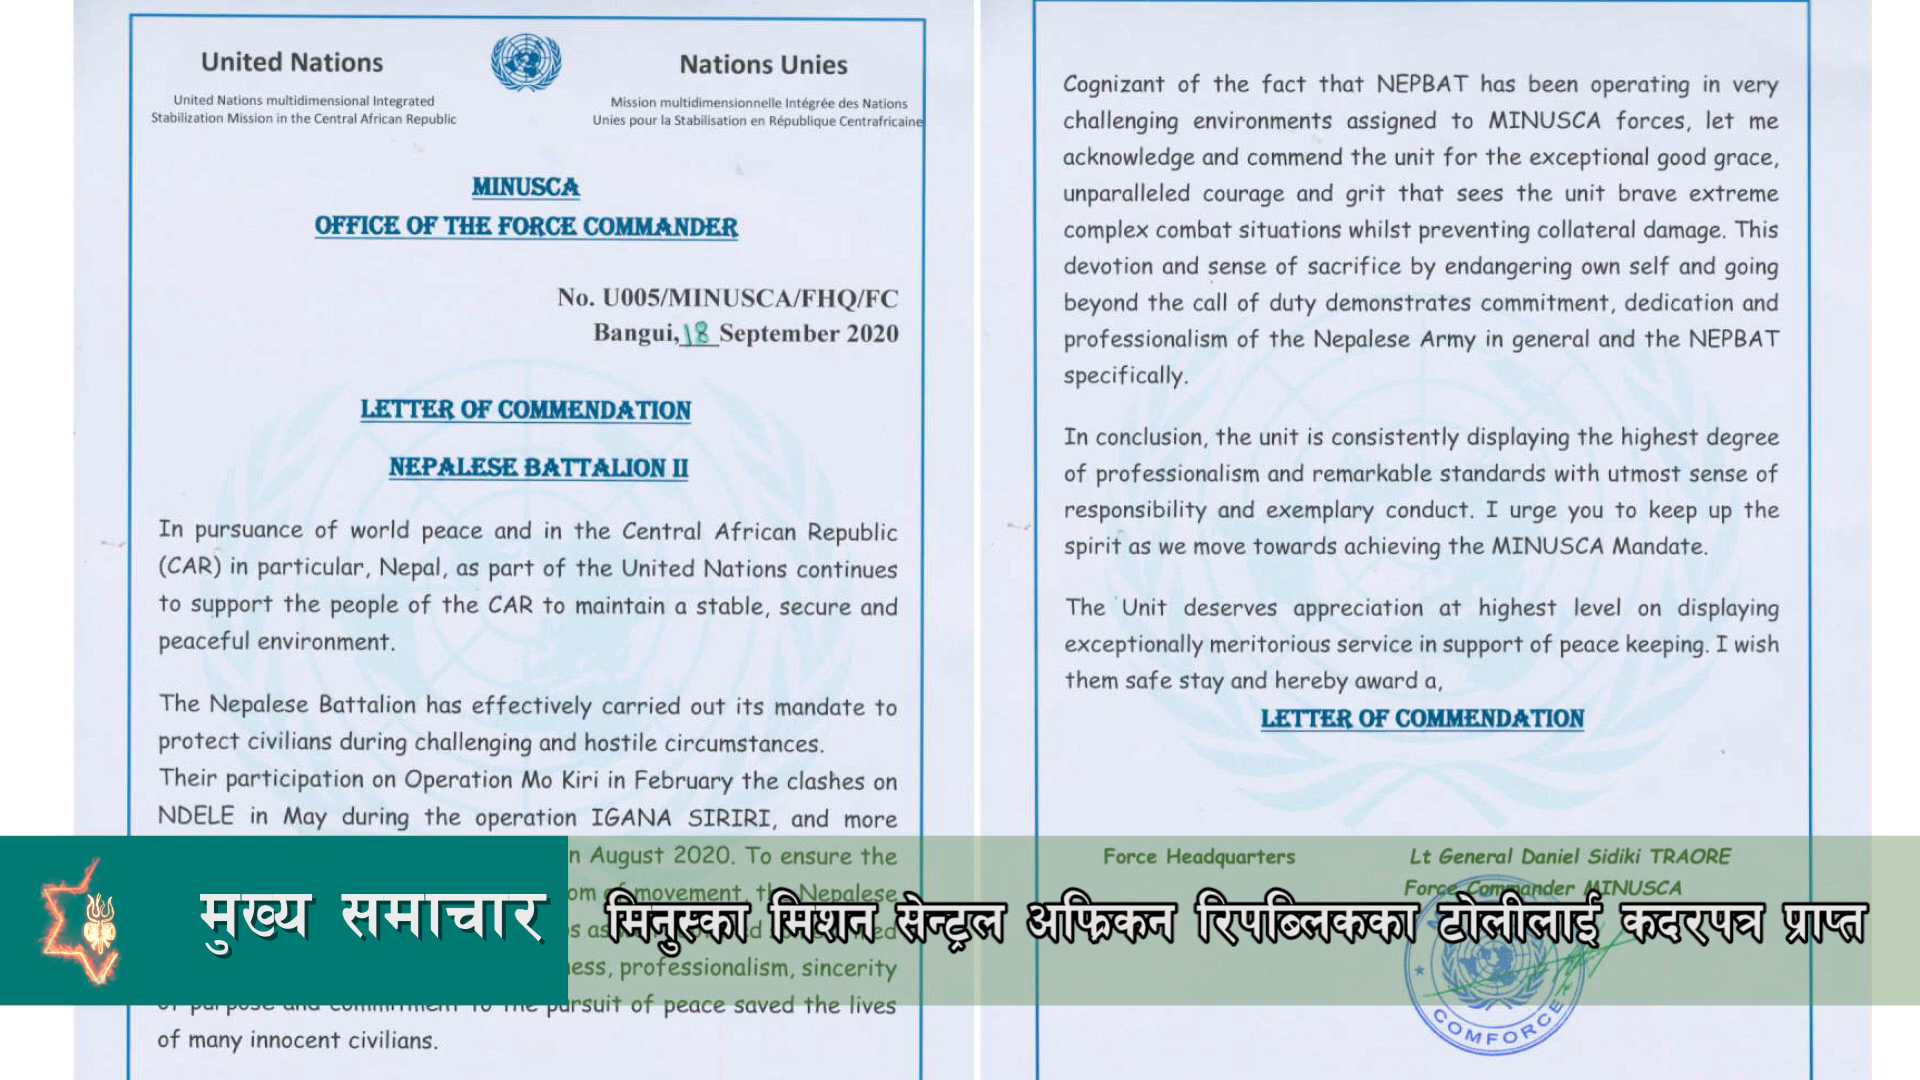 United Nations
United Nations multidimensional Integrated
Stabilization Mission in the Central African Republic
Nations Unies
Mission multidimensionnelle Intégrée des Nations
Unies pour la Stabilisation en République Centrafricaine
MINUSCA
OFFICE OF THE FORCE COMMANDER
No. U005/MINUSCA/FHQ/FC
Bangui, 18 September 2020
LETTER OF COMMENDATION
NEPALESE BATTALION II
In pursuance of world peace and in the Central African Republic
(CAR) in particular, Nepal, as part of the United Nations continues
to support the people of the CAR to maintain a stable, secure and
peaceful environment.
The Nepalese Battalion has effectively carried out its mandate to
protect civilians during challenging and hostile circumstances.
Their participation on Operation Mo Kiri in February the clashes on
NDELE in May during the operation IGANA SIRIRI, and more
n August 2020. To ensure the
om of movement, the Nepalese
ess, professionalism, sincerity
of purpose and commitment to the pursuit of peace saved the lives
of many innocent civilians.
Cognizant of the fact that NEPBAT has been operating in very
challenging environments assigned to MINUSCA forces, let me
acknowledge and commend the unit for the exceptional good grace,
unparalleled courage and grit that sees the unit brave extreme
complex combat situations whilst preventing collateral damage. This
devotion and sense of sacrifice by endangering own self and going
beyond the call of duty demonstrates commitment, dedication and
professionalism of the Nepalese Army in general and the NEPBAT
specifically.
In conclusion, the unit is consistently displaying the highest degree
of professionalism and remarkable standards with utmost sense of
responsibility and exemplary conduct. I urge you to keep up the
spirit as we move towards achieving the MINUSCA Mandate.
The Unit deserves appreciation at highest level on displaying
exceptionally meritorious service in support of peace keeping. I wish
them safe stay and hereby award a,
LETTER OF COMMENDATION
Force Headquarters
Lt General Daniel Sidiki TRAORE
Force Commander MINUSCA
COMFORCE
मुख्य समाचार
मिनुस्का मिशन सेन्ट्रल अफ्रिकन रिपब्लिकका टोलीलाई कदरपत्र प्राप्त